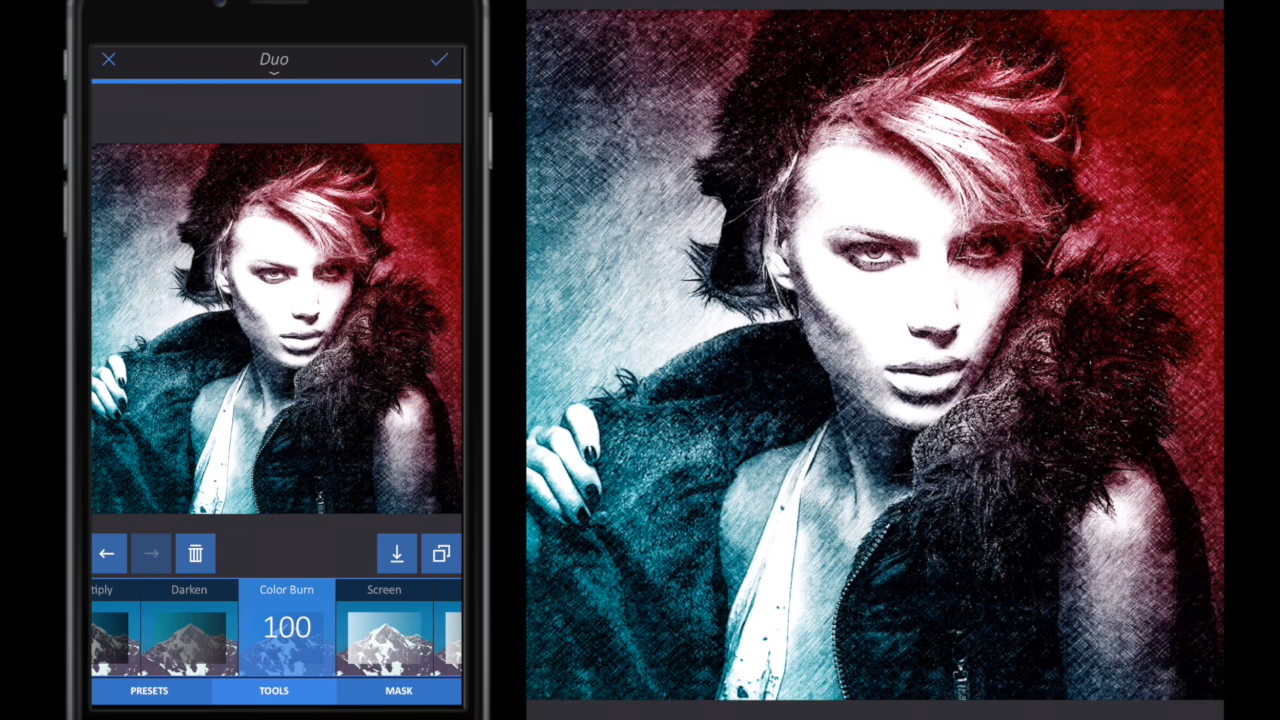 Duo
tiply
Darken
Color Burn
Screen
100
PRESETS
TOOLS
MASK